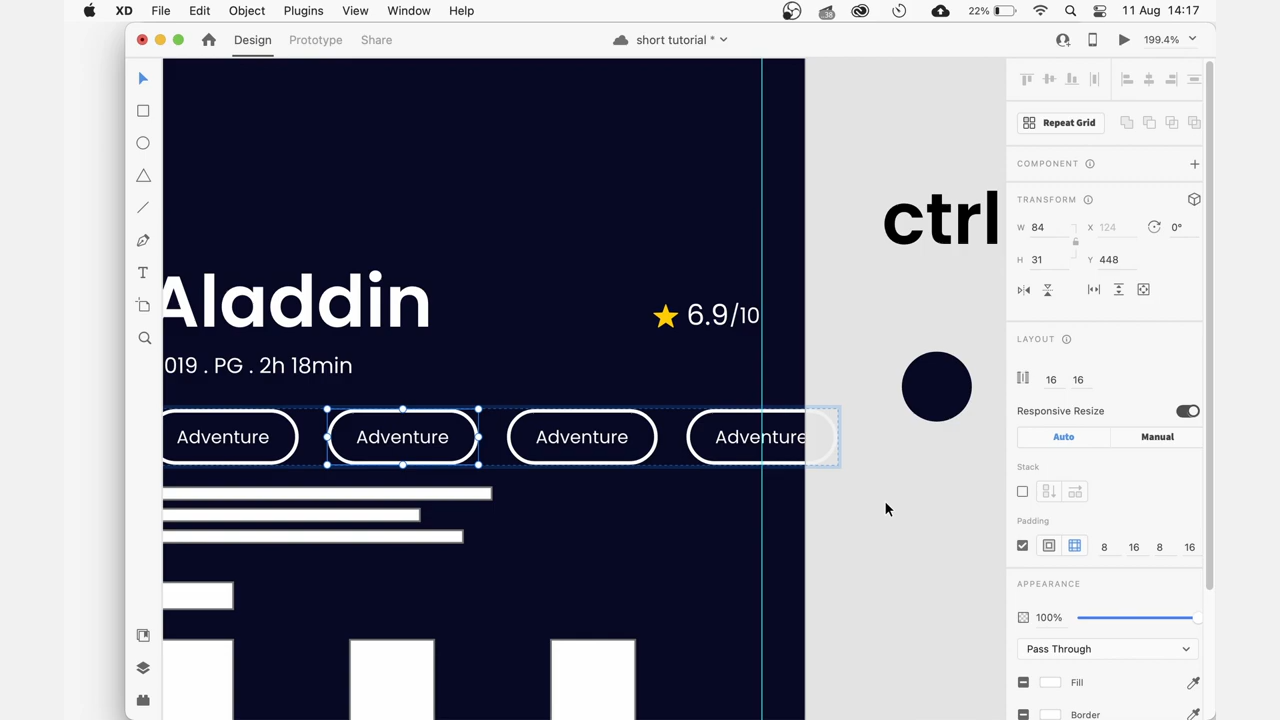 XD File Edit Object Plugins View Window Help 38 22% 11 Aug 14:17
Design Prototype Share short tutorial * 199.4%
Repeat Grid
COMPONENT
TRANSFORM
W 84 X 124 0°
H 31 Y 448
ctrl
Aladdin
6.9/10
019 . PG . 2h 18min
LAYOUT
16 16
Responsive Resize
Auto Manual
Adventure Adventure Adventure Adventure
Stack
Padding
8 16 8 16
APPEARANCE
100%
Pass Through
Fill
Border